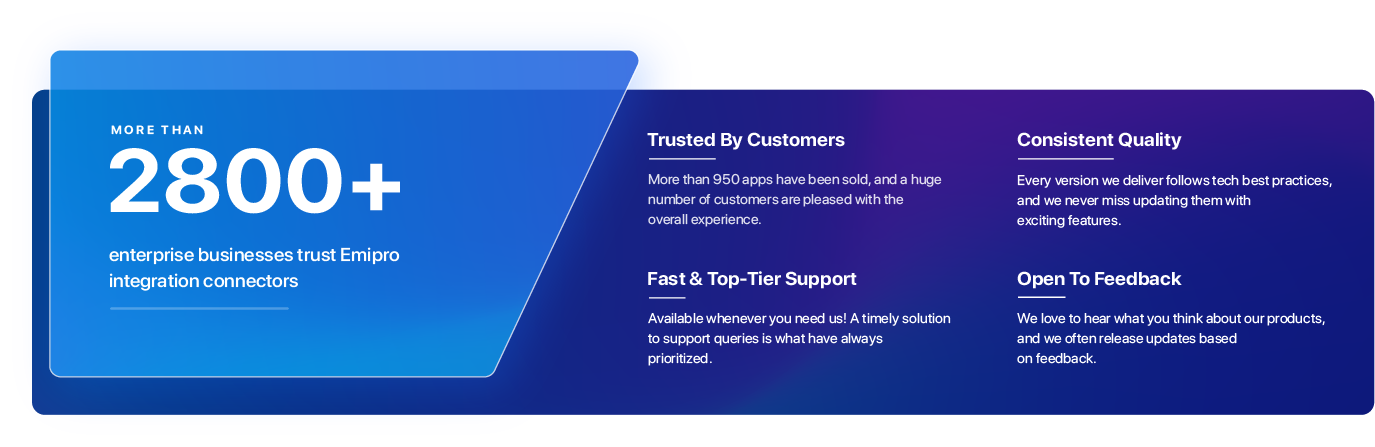 MORE THAN
2800+
enterprise businesses trust Emipro
integration connectors
Trusted By Customers
More than 950 apps have been sold, and a huge
number of customers are pleased with the
overall experience.
Consistent Quality
Every version we deliver follows tech best practices,
and we never miss updating them with
exciting features.
Fast & Top-Tier Support
Available whenever you need us! A timely solution
to support queries is what have always
prioritized.
Open To Feedback
We love to hear what you think about our products,
and we often release updates based
on feedback.